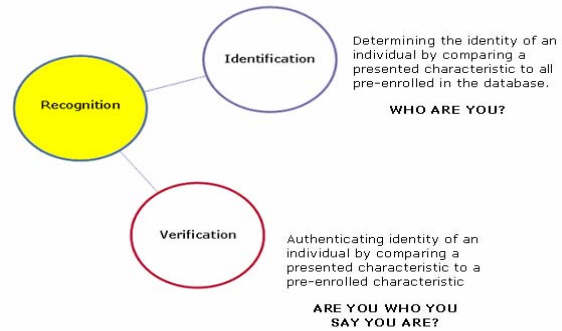 Recognition
Identification
Determining the identity of an
individual by comparing a
presented characteristic to all
pre-enrolled in the database.
WHO ARE YOU?
Verification
Authenticating identity of an
individual by comparing a
presented characteristic to a
pre-enrolled characteristic
ARE YOU WHO YOU
SAY YOU ARE?